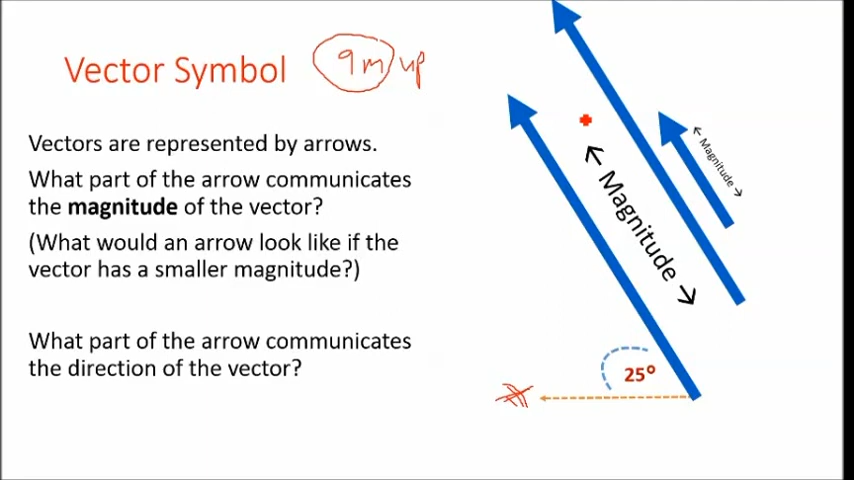 Vector Symbol
9 m up
Vectors are represented by arrows.
What part of the arrow communicates
the magnitude of the vector?
(What would an arrow look like if the
vector has a smaller magnitude?)
What part of the arrow communicates
the direction of the vector?
← Magnitude →
← Magnitude →
25°